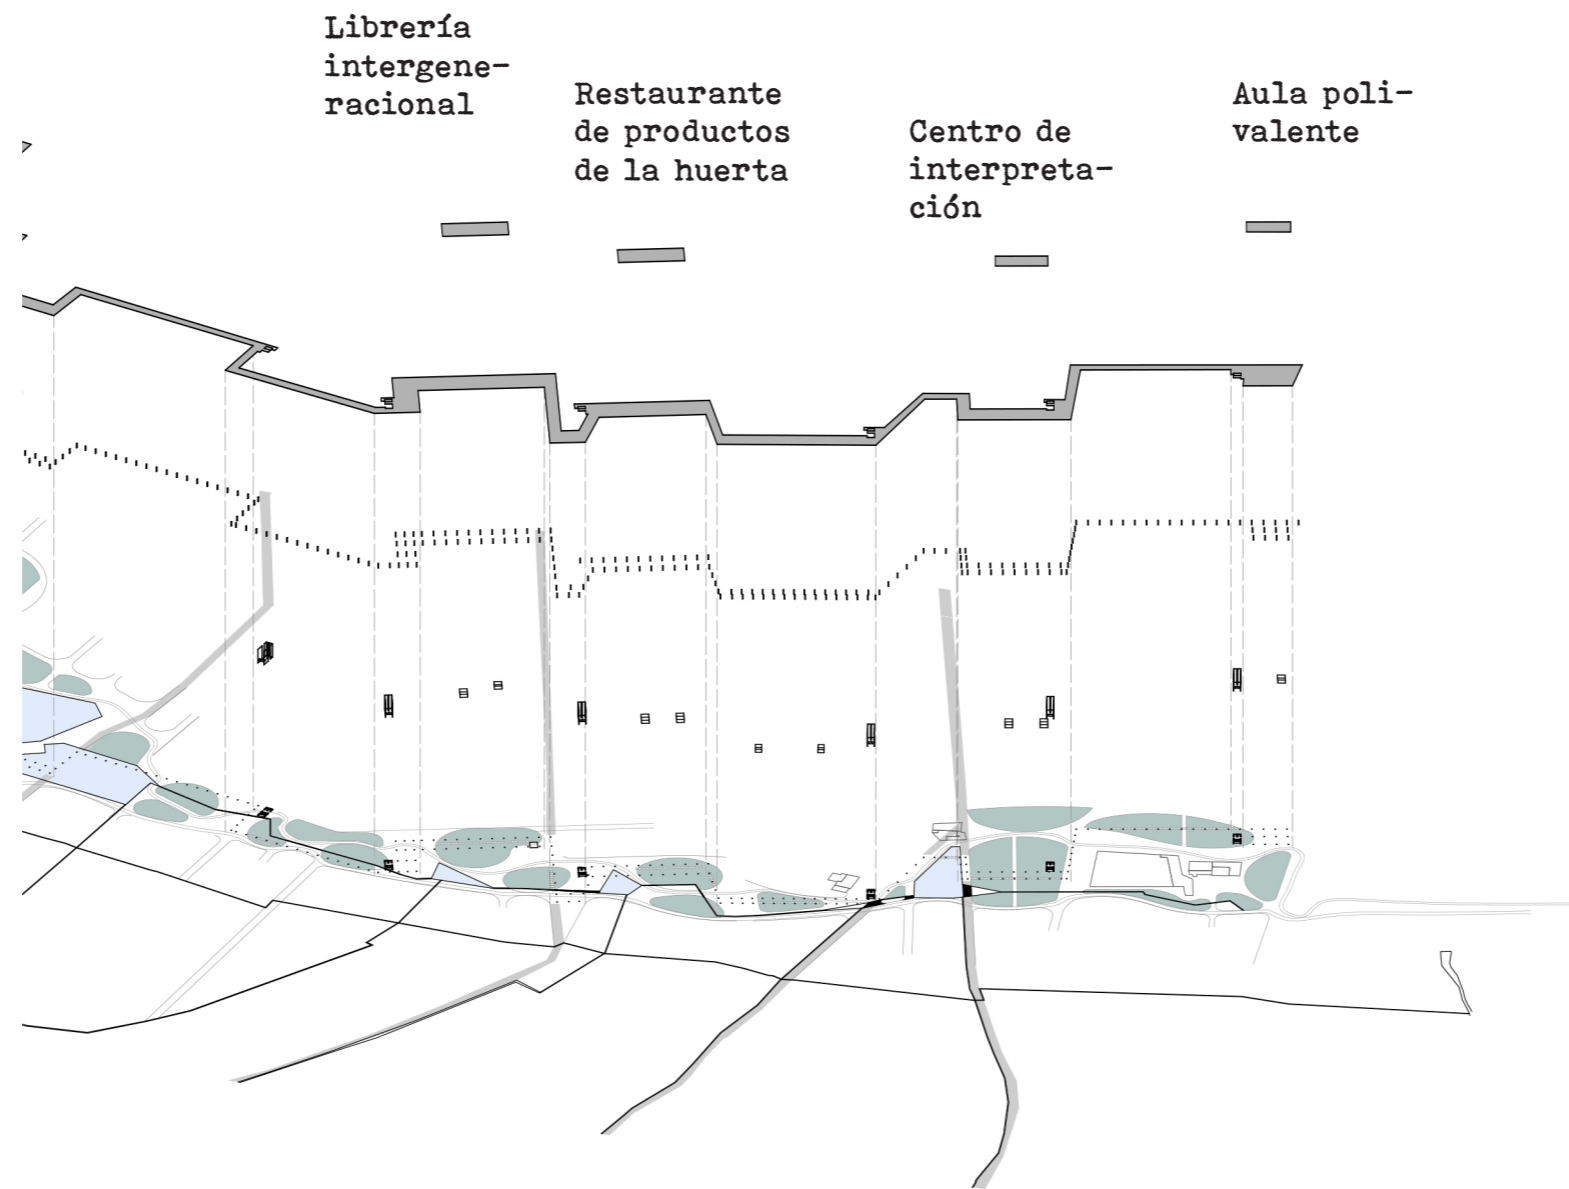 Librería
intergene-
racional
Restaurante
de productos
de la huerta
Centro de
interpreta-
ción
Aula poli-
valente